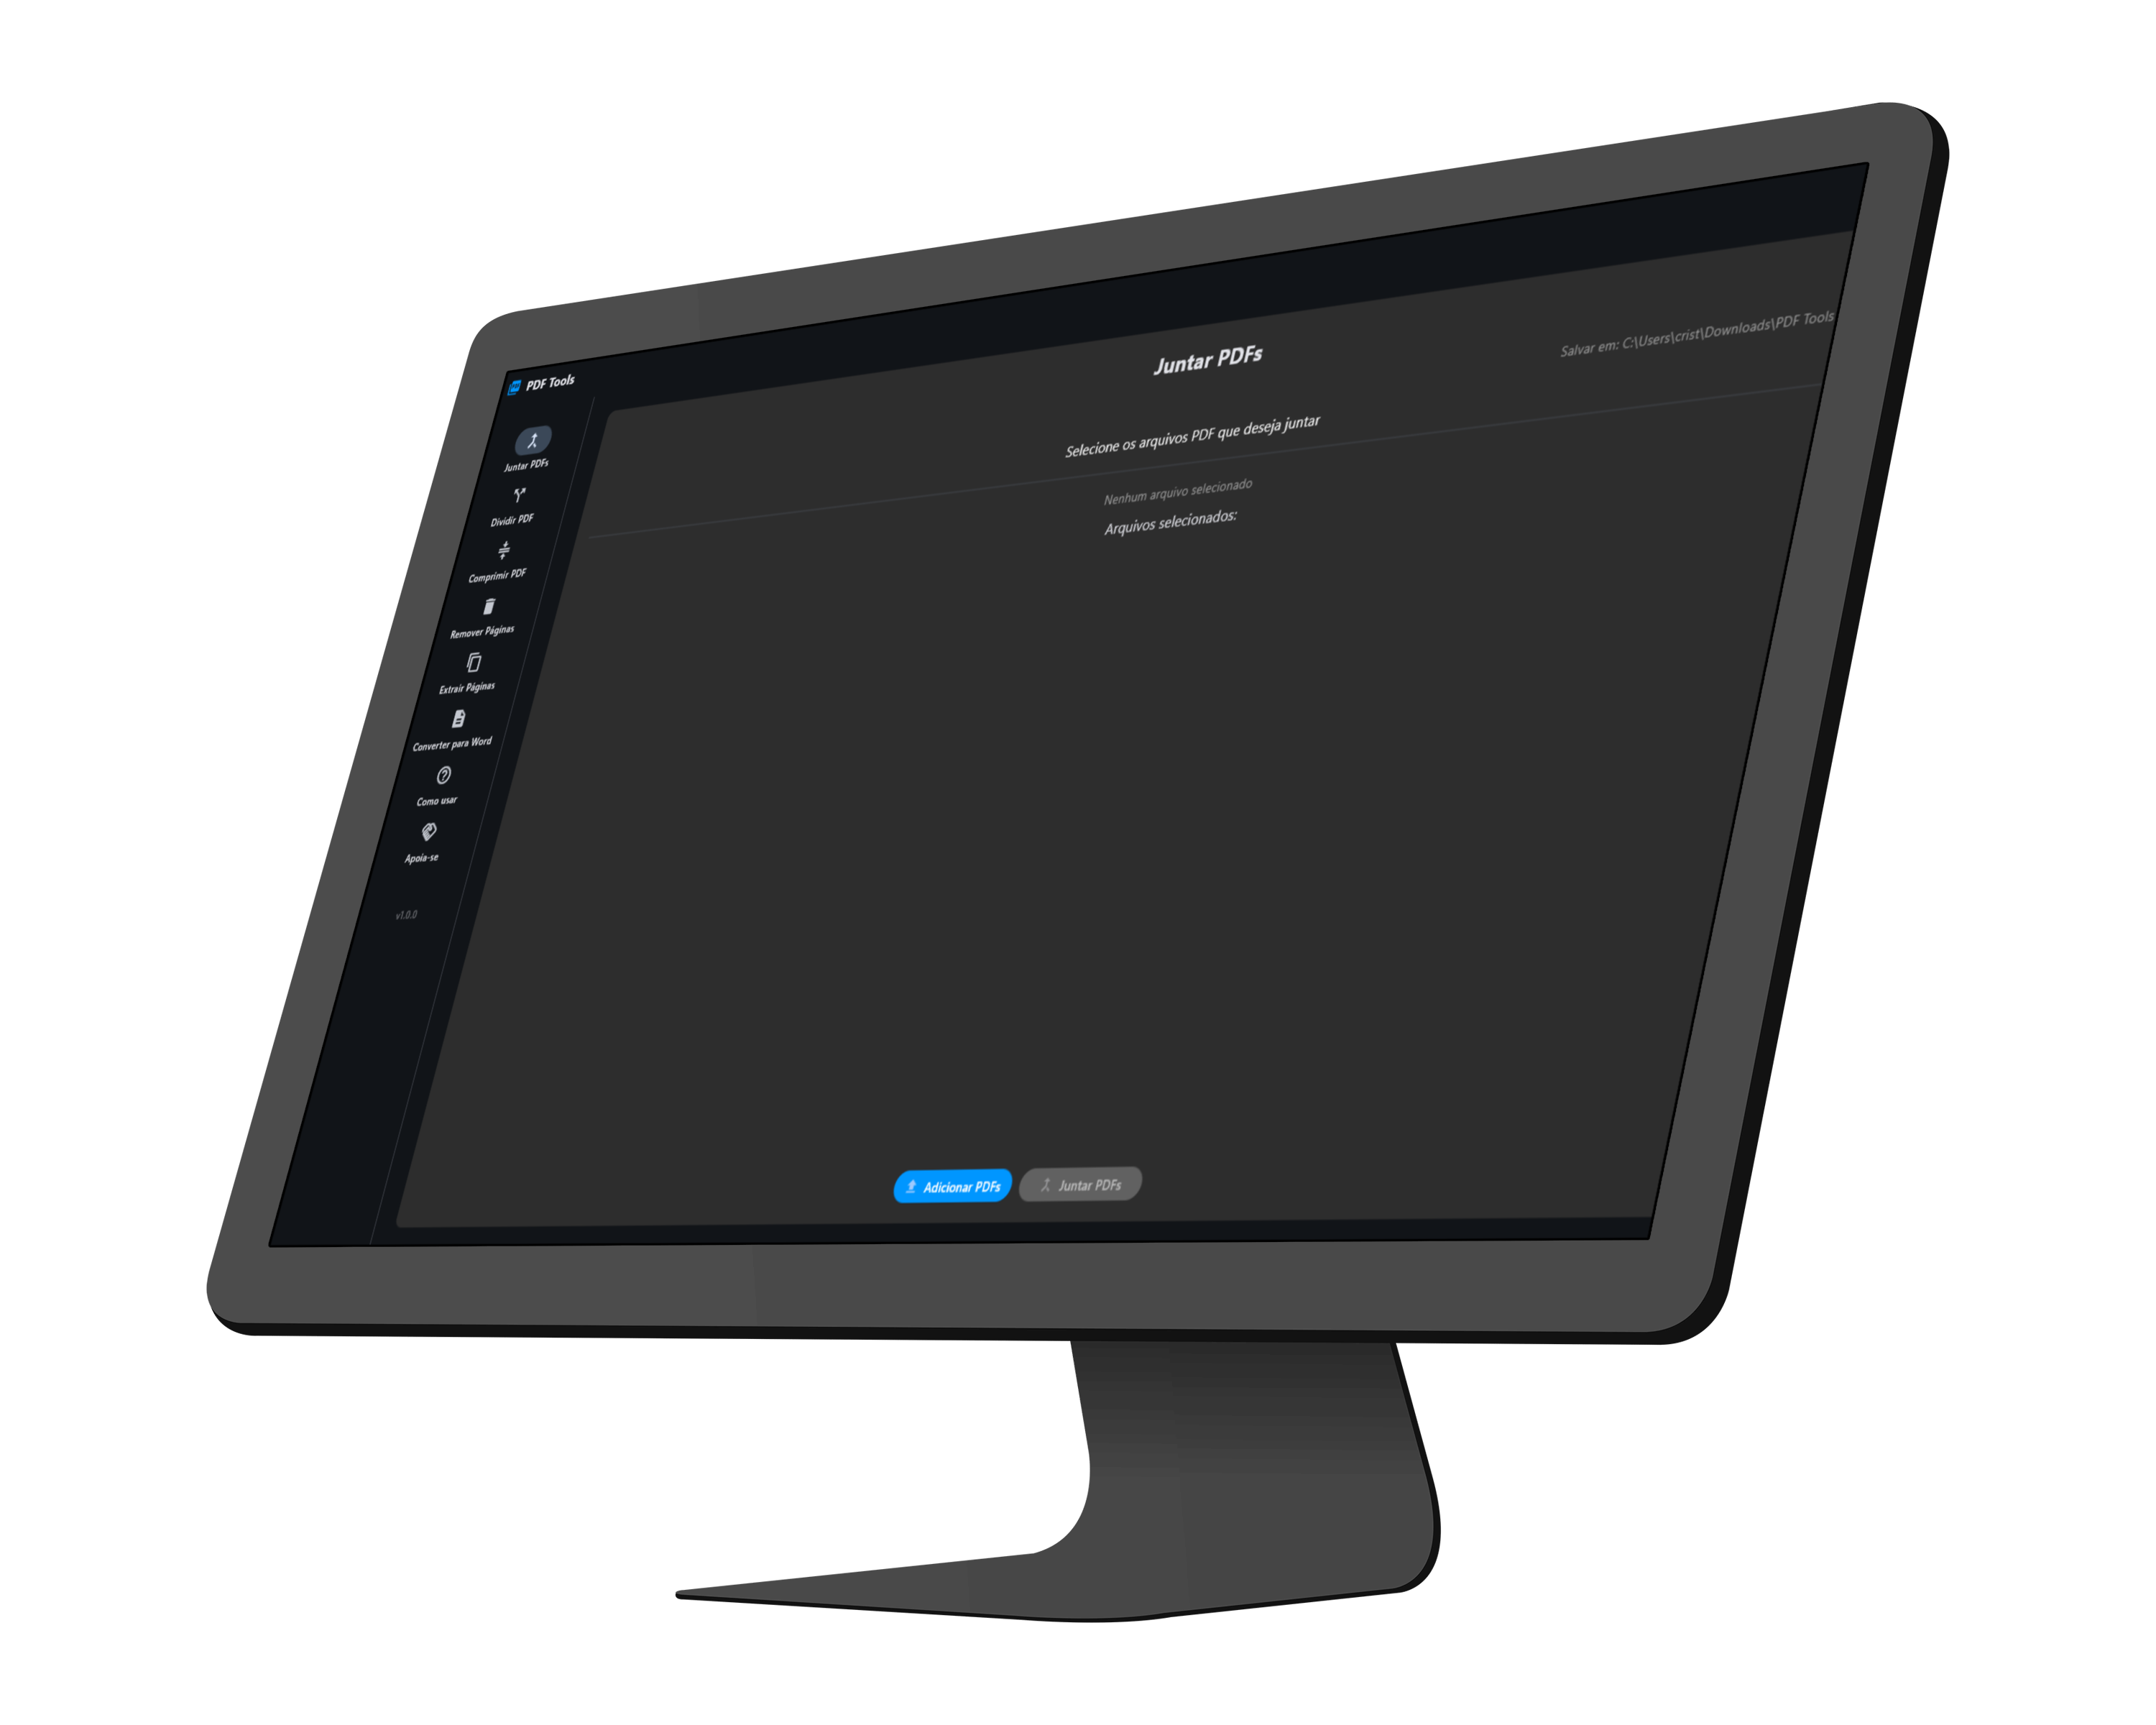 PDF Tools
Juntar PDFs
Dividir PDF
Comprimir PDF
Remover Páginas
Extrair Páginas
Converter para Word
Como usar
Apoia-se
v1.0.0
Juntar PDFs
Salvar em: C:\Users\crist\Downloads\PDF Tools
Selecione os arquivos PDF que deseja juntar
Nenhum arquivo selecionado
Arquivos selecionados:
Adicionar PDFs
Juntar PDFs